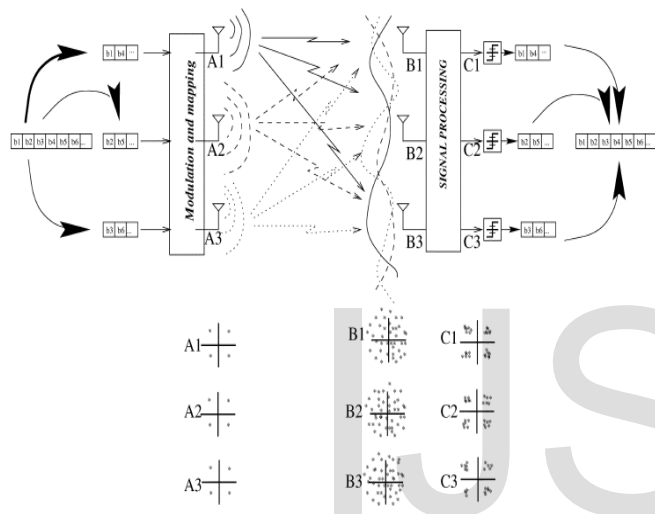 b1 b4 ...
A1
B1
C1
b1 b4 ...
b1 b2 b3 b4 b5 b6 ...
b2 b5 ...
Modulation and mapping
A2
B2
SIGNAL PROCESSING
C2
b2 b5 ...
b1 b2 b3 b4 b5 b6 ...
b3 b6 ...
A3
B3
C3
b3 b6 ...
A1
B1
C1
A2
B2
C2
A3
B3
C3
IJS